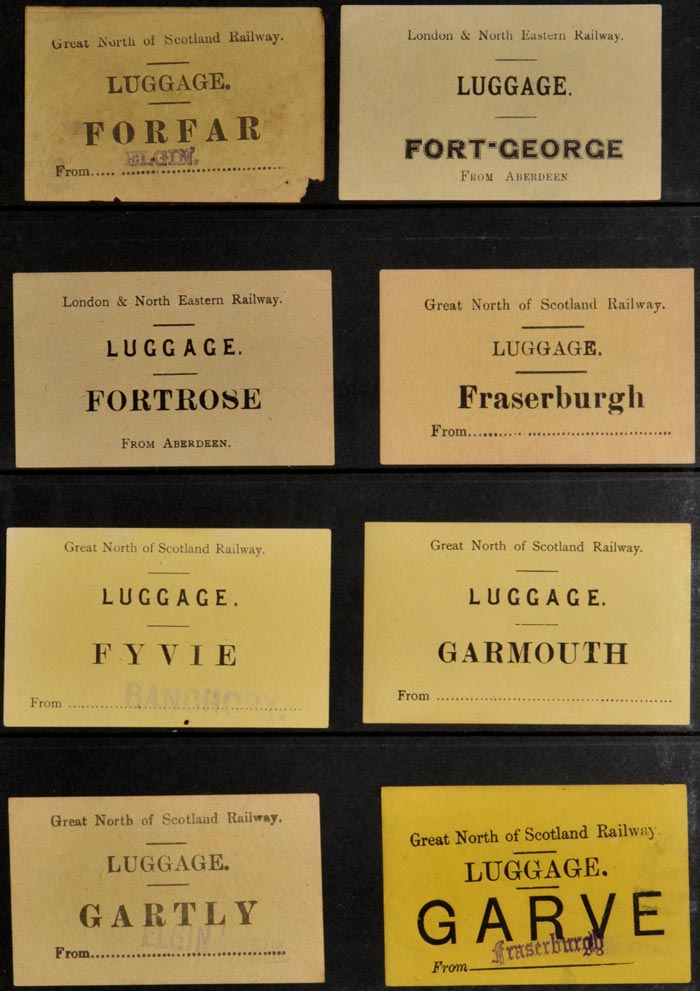 Great North of Scotland Railway.
LUGGAGE.
FORFAR
ELGIN.
From
London & North Eastern Railway.
LUGGAGE.
FORT-GEORGE
FROM ABERDEEN
London & North Eastern Railway.
LUGGAGE.
FORTROSE
FROM ABERDEEN.
Great North of Scotland Railway.
LUGGAGE.
Fraserburgh
From
Great North of Scotland Railway.
LUGGAGE.
FYVIE
BANCHORY.
From
Great North of Scotland Railway.
LUGGAGE.
GARMOUTH
From
Great North of Scotland Railway.
LUGGAGE.
GARTLY
ELGIN
From
Great North of Scotland Railway.
LUGGAGE.
GARVE
Fraserburgh
From